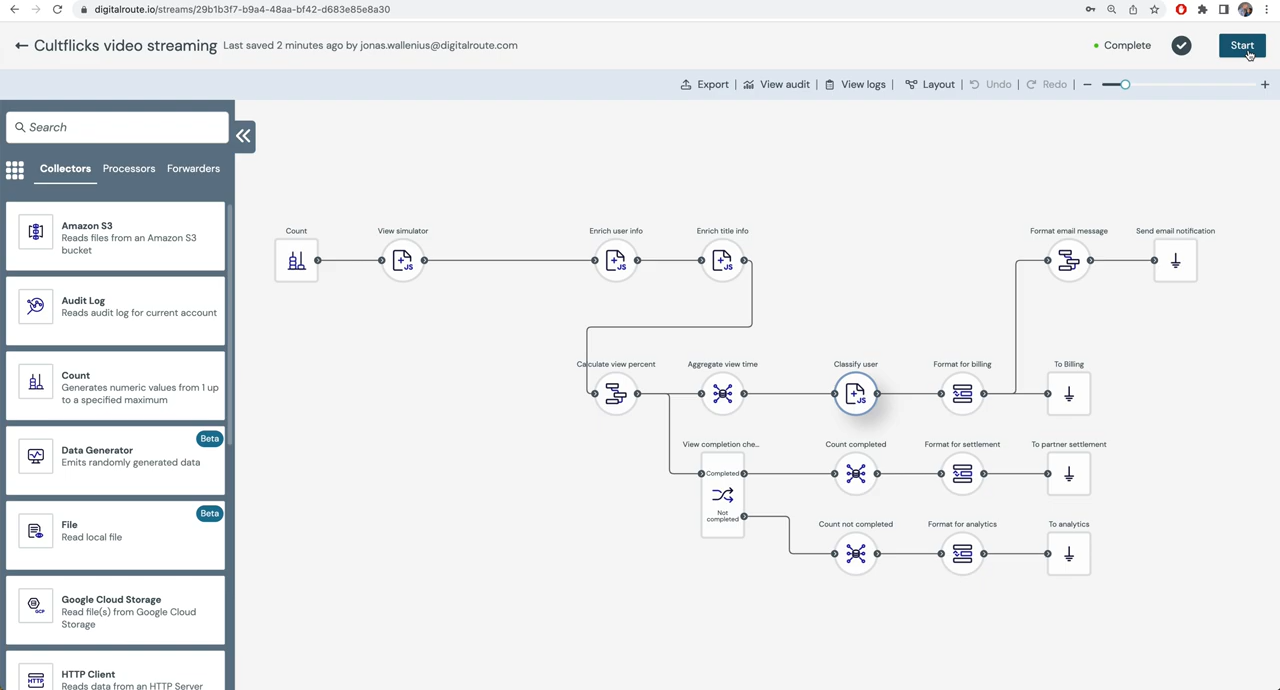 digitalroute.io/streams/29b1b3f7-b9a4-48aa-bf42-d683e85e8a30
Cultflicks video streaming Last saved 2 minutes ago by jonas.wallenius@digitalroute.com
Complete
Start
Export | View audit | View logs | Layout | Undo | Redo |
Search
Collectors Processors Forwarders
Amazon S3
Reads files from an Amazon S3
bucket
Audit Log
Reads audit log for current account
Count
Generates numeric values from 1 up
to a specified maximum
Beta
Data Generator
Emits randomly generated data
Beta
File
Read local file
Google Cloud Storage
GCP
Read file(s) from Google Cloud
Storage
HTTP Client
Reads data from an HTTP Server
Count
View simulator
Enrich user info
Enrich title info
Format email message
Send email notification
JS
JS
JS
Calculate view percent
Aggregate view time
Classify user
Format for billing
To Billing
JS
View completion che...
Count completed
Format for settlement
To partner settlement
Completed
Not
completed
Count not completed
Format for analytics
To analytics